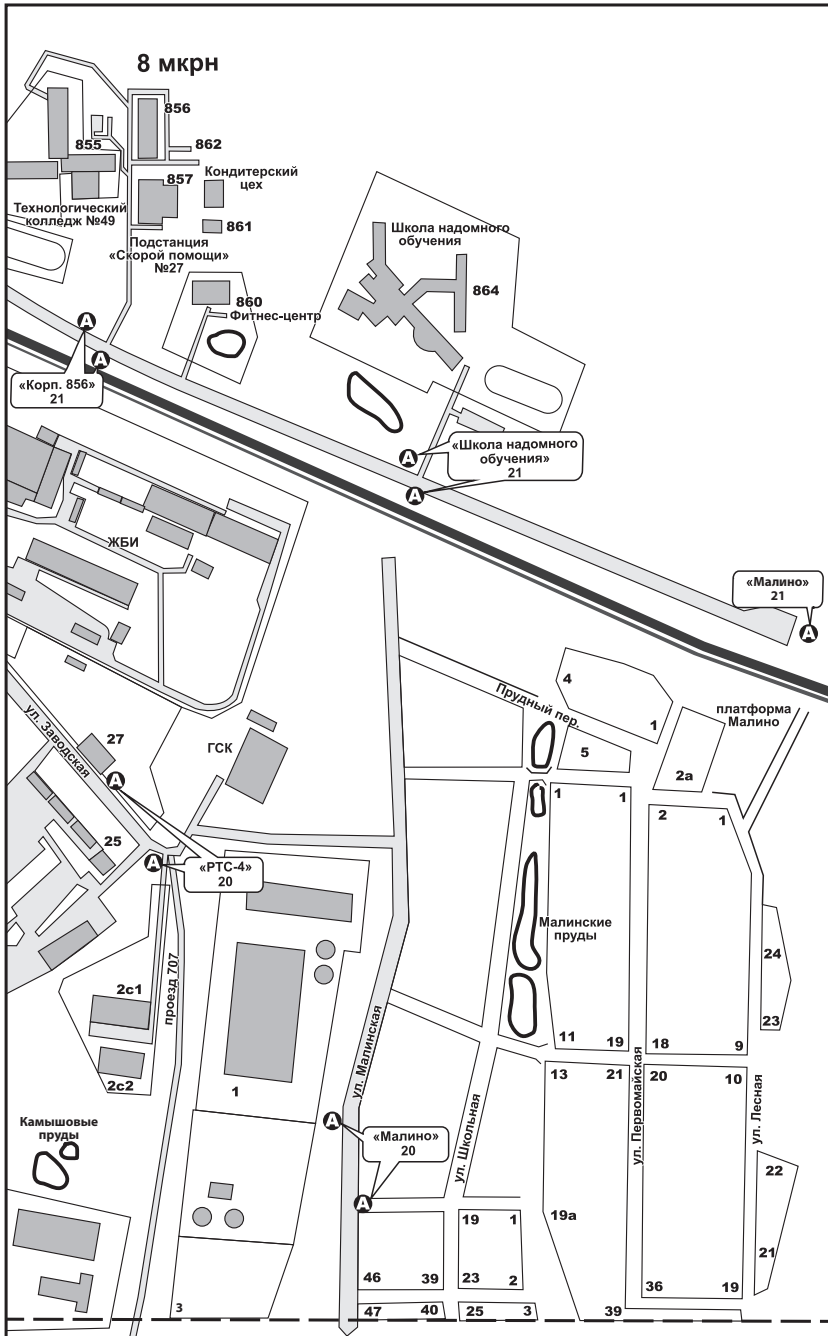 8 мкрн
856
855
862
Кондитерский
цех
857
Технологический
колледж №49
861
Подстанция
«Скорой помощи»
№27
Школа надомного
обучения
864
860
Фитнес-центр
А
А
«Корп. 856»
21
А
«Школа надомного
обучения»
21
А
ЖБИ
«Малино»
21
А
Прудный пер.
4
1
платформа
Малино
ул. Заводская
27
ГСК
5
2а
А
1
1
2
1
25
А
«РТС-4»
20
Малинские
пруды
24
23
проезд 707
2с1
2с2
ул. Малинская
11
19
18
9
13
21
20
10
1
Камышовые
пруды
А
«Малино»
20
ул. Школьная
ул. Первомайская
ул. Лесная
22
А
19
1
19а
21
46
39
23
2
36
19
3
47
40
25
3
39